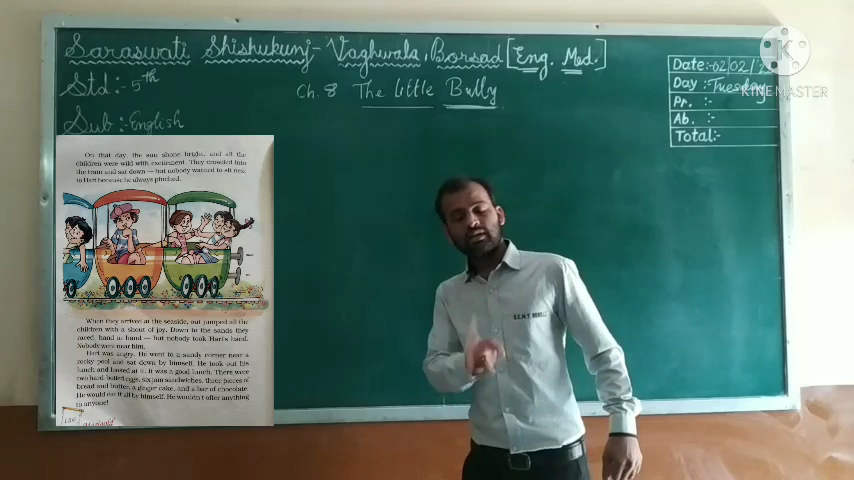 Saraswati Shishukunj - Vaghwala, Borsad [Eng. Med.]
Std :- 5th
Ch. 8 The Little Bully
Sub :- English
Date:- 02/02/2
Day :- Tuesday
Pr. :-
Ab. :-
Total:-
KINEMASTER
On that day, the sun shone bright, and all the
children were wild with excitement. They crowded into
the train and sat down — but nobody wanted to sit next
to Hari because he always pinched.
When they arrived at the seaside, out jumped all the
children with a shout of joy. Down to the sands they
raced, hand in hand — but nobody took Hari's hand.
Nobody went near him.
Hari was angry. He went to a sandy corner near a
rocky pool and sat down by himself. He took out his
lunch and looked at it. It was a good lunch. There were
two hard-boiled eggs, six jam sandwiches, three pieces of
bread and butter, a ginger cake, and a bar of chocolate.
He would eat it all by himself. He wouldn't offer anything
to anyone!
Marigold